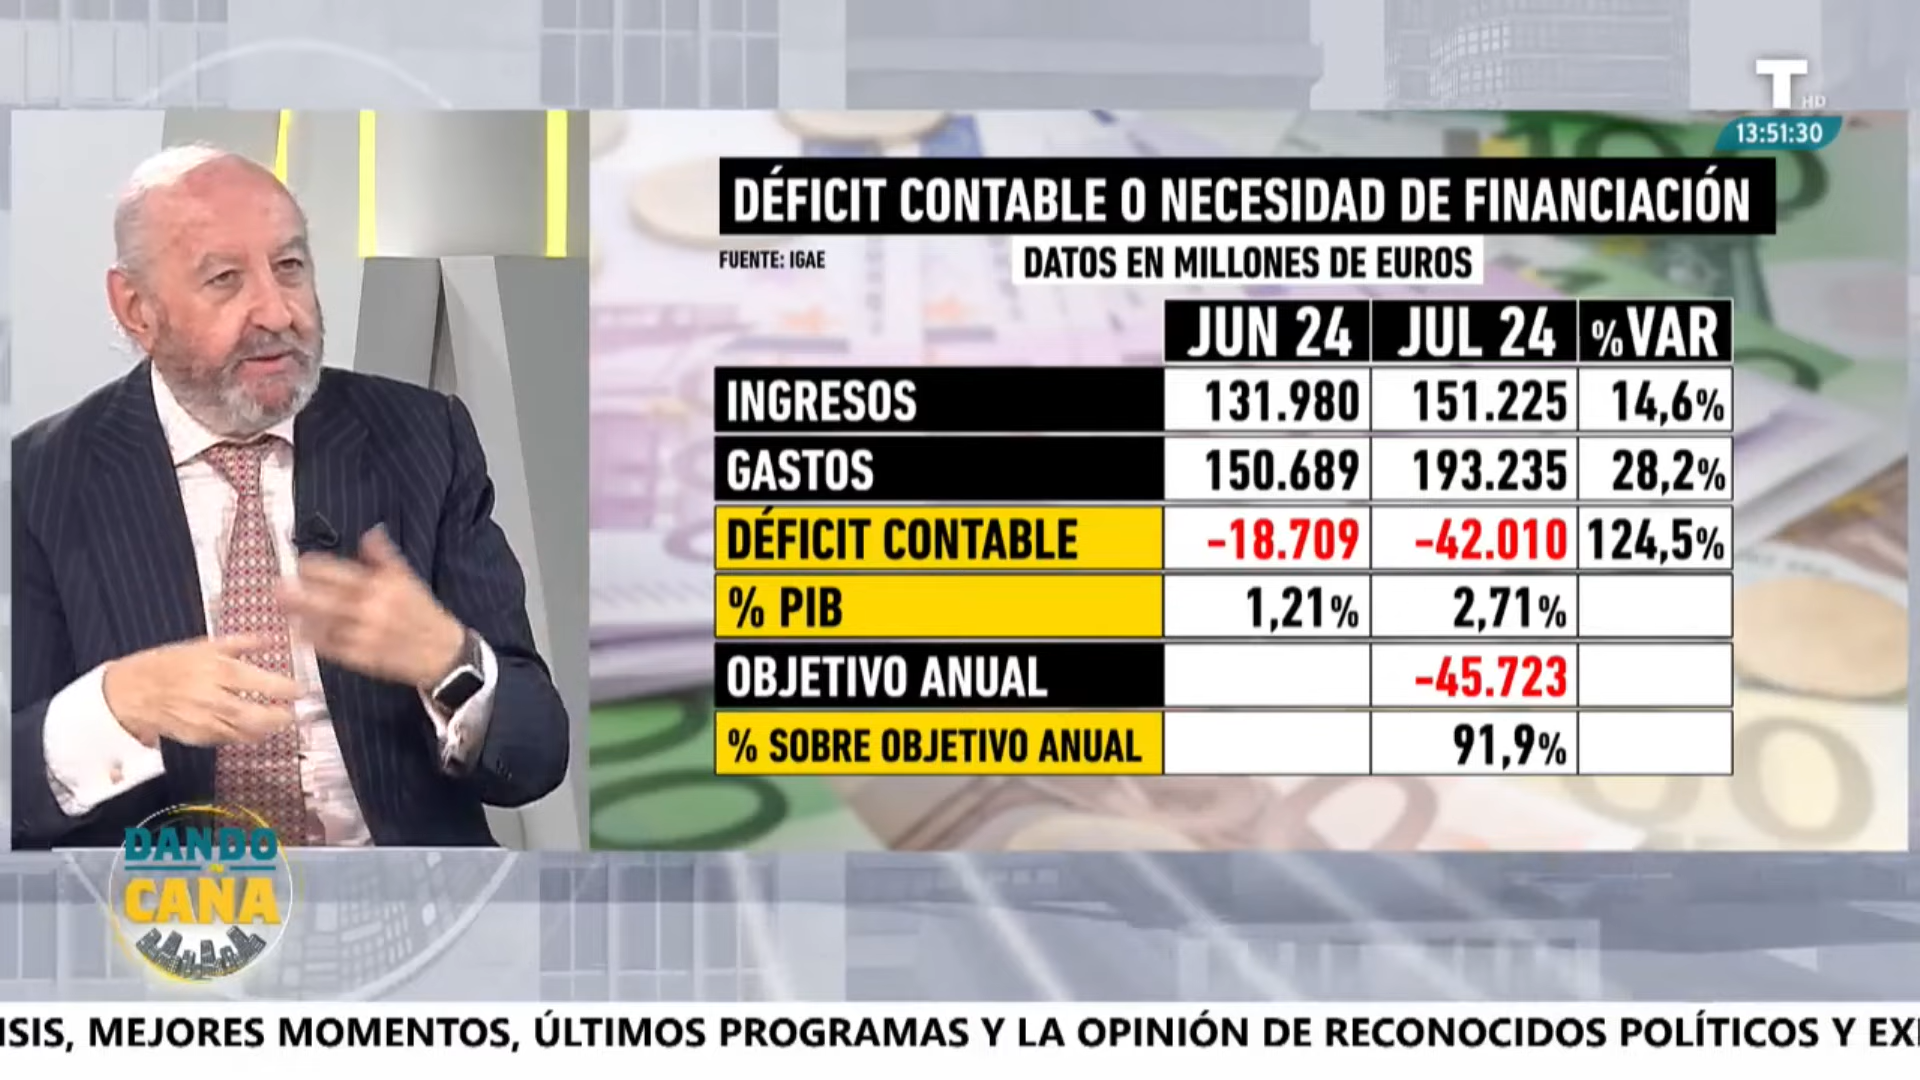 T HD
13:51:30
DÉFICIT CONTABLE O NECESIDAD DE FINANCIACIÓN
FUENTE: IGAE
DATOS EN MILLONES DE EUROS
JUN 24 JUL 24 %VAR
INGRESOS 131.980 151.225 14,6%
GASTOS 150.689 193.235 28,2%
DÉFICIT CONTABLE -18.709 -42.010 124,5%
% PIB 1,21% 2,71%
OBJETIVO ANUAL -45.723
% SOBRE OBJETIVO ANUAL 91,9%
DANDO
CAÑA
ISIS, MEJORES MOMENTOS, ÚLTIMOS PROGRAMAS Y LA OPINIÓN DE RECONOCIDOS POLÍTICOS Y EX